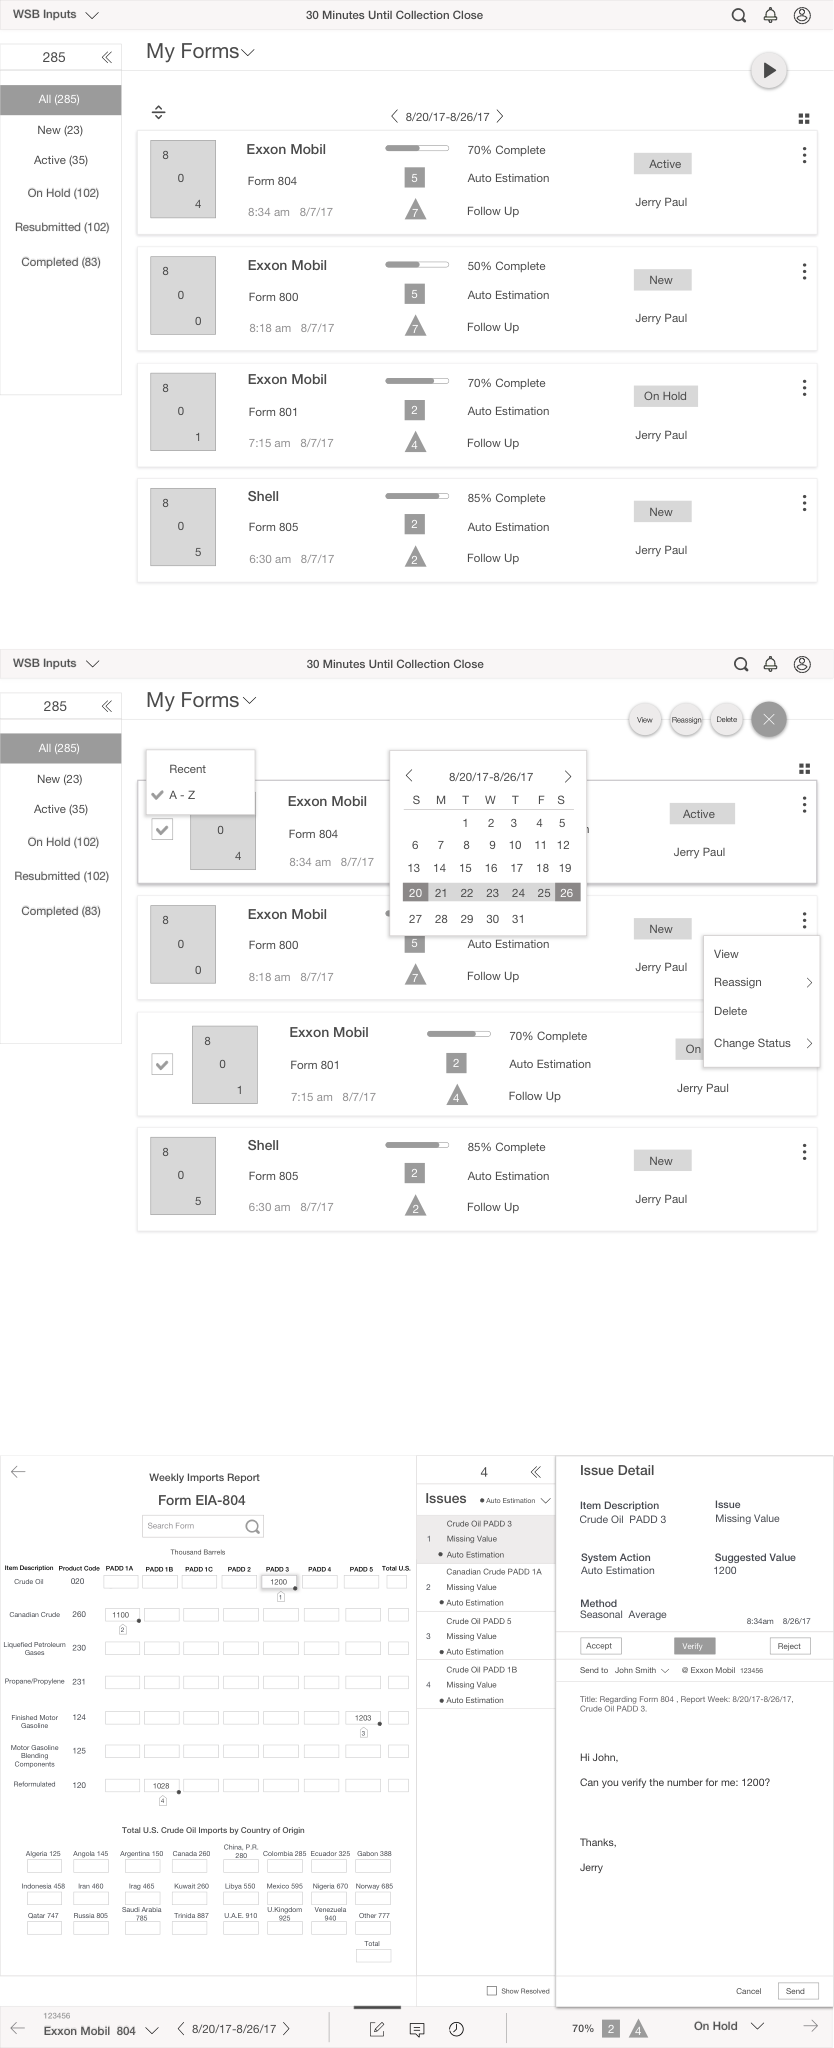 WSB Inputs
30 Minutes Until Collection Close
285
My Forms
All (285)
New (23)
Active (35)
On Hold (102)
Resubmitted (102)
Completed (83)
8/20/17-8/26/17
8
0
4
Exxon Mobil
Form 804
8:34 am 8/7/17
70% Complete
5 Auto Estimation
7 Follow Up
Active
Jerry Paul
8
0
0
Exxon Mobil
Form 800
8:18 am 8/7/17
50% Complete
5 Auto Estimation
7 Follow Up
New
Jerry Paul
8
0
1
Exxon Mobil
Form 801
7:15 am 8/7/17
70% Complete
2 Auto Estimation
4 Follow Up
On Hold
Jerry Paul
8
0
5
Shell
Form 805
6:30 am 8/7/17
85% Complete
2 Auto Estimation
2 Follow Up
New
Jerry Paul
WSB Inputs
30 Minutes Until Collection Close
285
My Forms
View Reassign Delete
All (285)
New (23)
Active (35)
On Hold (102)
Resubmitted (102)
Completed (83)
Recent
A - Z
8/20/17-8/26/17
S M T W T F S
1 2 3 4 5
6 7 8 9 10 11 12
13 14 15 16 17 18 19
20 21 22 23 24 25 26
27 28 29 30 31
0
4
Exxon Mobil
Form 804
8:34 am 8/7/17
Active
Jerry Paul
8
0
0
Exxon Mobil
Form 800
8:18 am 8/7/17
5 Auto Estimation
7 Follow Up
New
Jerry Paul
View
Reassign
Delete
Change Status
8
0
1
Exxon Mobil
Form 801
7:15 am 8/7/17
70% Complete
2 Auto Estimation
4 Follow Up
On
Jerry Paul
8
0
5
Shell
Form 805
6:30 am 8/7/17
85% Complete
2 Auto Estimation
2 Follow Up
New
Jerry Paul
Weekly Imports Report
Form EIA-804
Search Form
Thousand Barrels
Item Description Product Code PADD 1A PADD 1B PADD 1C PADD 2 PADD 3 PADD 4 PADD 5 Total U.S.
Crude Oil 020 1200
1
Canadian Crude 260 1100
2
Liquefied Petroleum
Gases 230
Propane/Propylene 231
Finished Motor
Gasoline 124 1203
3
Motor Gasoline
Blending
Components 125
Reformulated 120 1028
4
Total U.S. Crude Oil Imports by Country of Origin
Algeria 125 Angola 145 Argentina 150 Canada 260 China, P.R. 280 Colombia 285 Ecuador 325 Gabon 388
Indonesia 458 Iran 460 Irag 465 Kuwait 260 Libya 550 Mexico 595 Nigeria 670 Norway 685
Qatar 747 Russia 805 Saudi Arabia 785 Trinida 887 U.A.E. 910 U.Kingdom 925 Venezuela 940 Other 777
Total
4
Issues
Auto Estimation
Crude Oil PADD 3
1 Missing Value
Auto Estimation
Canadian Crude PADD 1A
2 Missing Value
Auto Estimation
Crude Oil PADD 5
3 Missing Value
Auto Estimation
Crude Oil PADD 1B
4 Missing Value
Auto Estimation
Show Resolved
Issue Detail
Item Description Issue
Crude Oil PADD 3 Missing Value
System Action Suggested Value
Auto Estimation 1200
Method
Seasonal Average
8:34am 8/26/17
Accept Verify Reject
Send to John Smith @ Exxon Mobil 123456
Title: Regarding Form 804 , Report Week: 8/20/17-8/26/17,
Crude Oil PADD 3.
Hi John,
Can you verify the number for me: 1200?
Thanks,
Jerry
Cancel Send
123456
Exxon Mobil 804
8/20/17-8/26/17
70% 2 4
On Hold